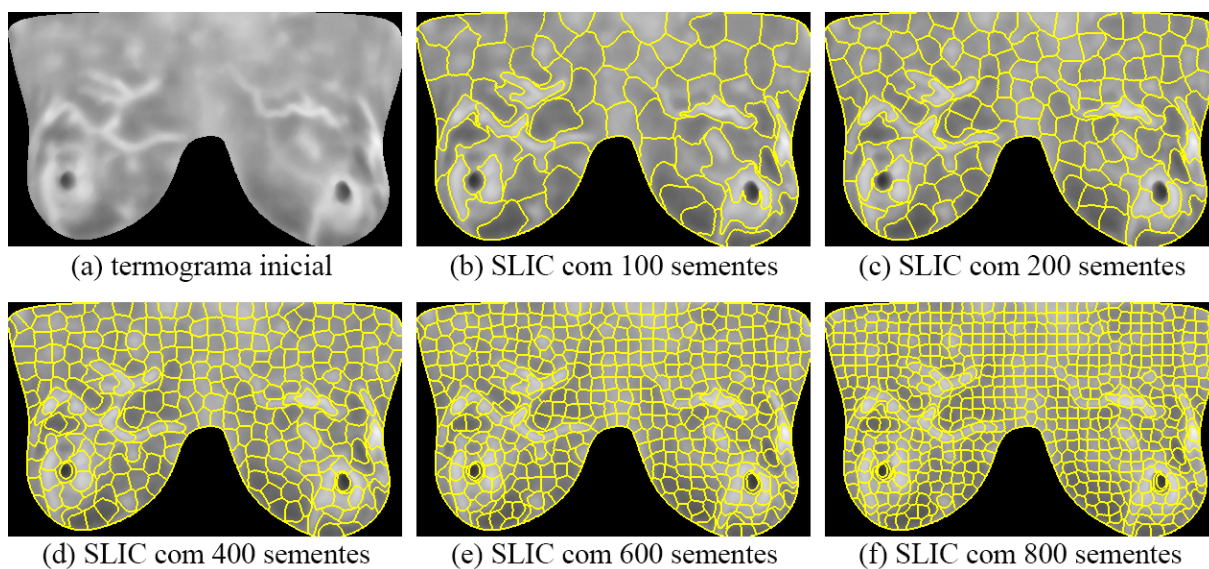 (a) termograma inicial
(b) SLIC com 100 sementes
(c) SLIC com 200 sementes
(d) SLIC com 400 sementes
(e) SLIC com 600 sementes
(f) SLIC com 800 sementes